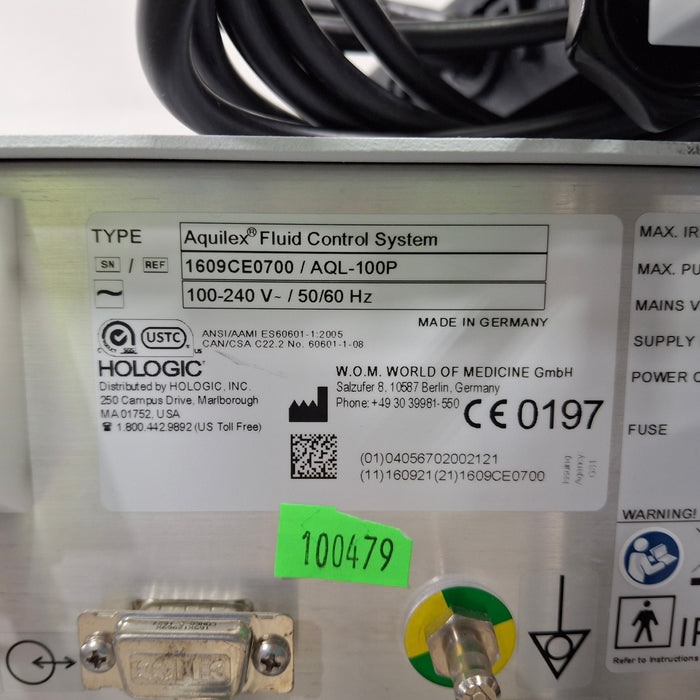 TYPE Aquilex® Fluid Control System
SN / REF 1609CE0700 / AQL-100P
100-240 V~ / 50/60 Hz
USTC
ANSI/AAMI ES60601-1:2005
CAN/CSA C22.2 No. 60601-1-08
MADE IN GERMANY
HOLOGIC®
Distributed by HOLOGIC, INC.
250 Campus Drive, Marlborough
MA 01752, USA
☎ 1.800.442.9892 (US Toll Free)
W.O.M. WORLD OF MEDICINE GmbH
Salzufer 8, 10587 Berlin, Germany
Phone: +49 30 39981-550
CE 0197
(01)04056702002121
(11)160921(21)1609CE0700
Issuing
Agency
GS1
100479
MAX. IR
MAX. PU
MAINS V
SUPPLY
POWER C
FUSE
WARNING!
IP
Refer to Instructions